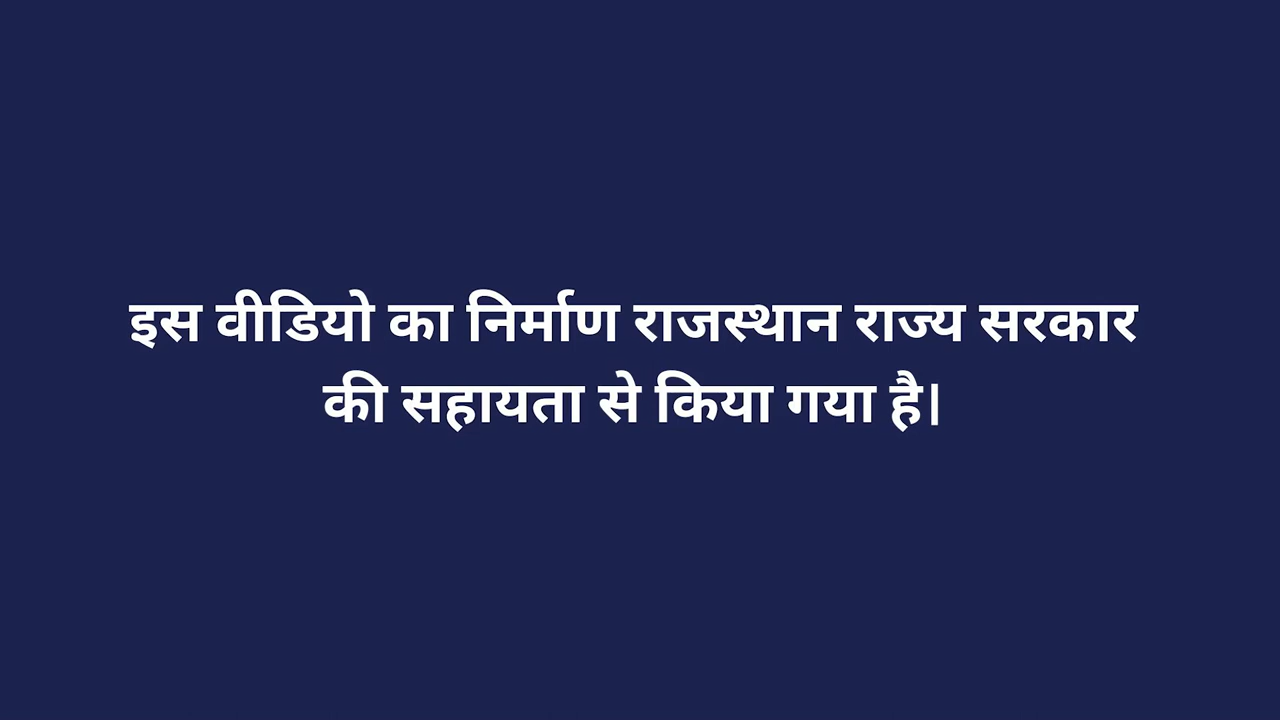 इस वीडियो का निर्माण राजस्थान राज्य सरकार
की सहायता से किया गया है।